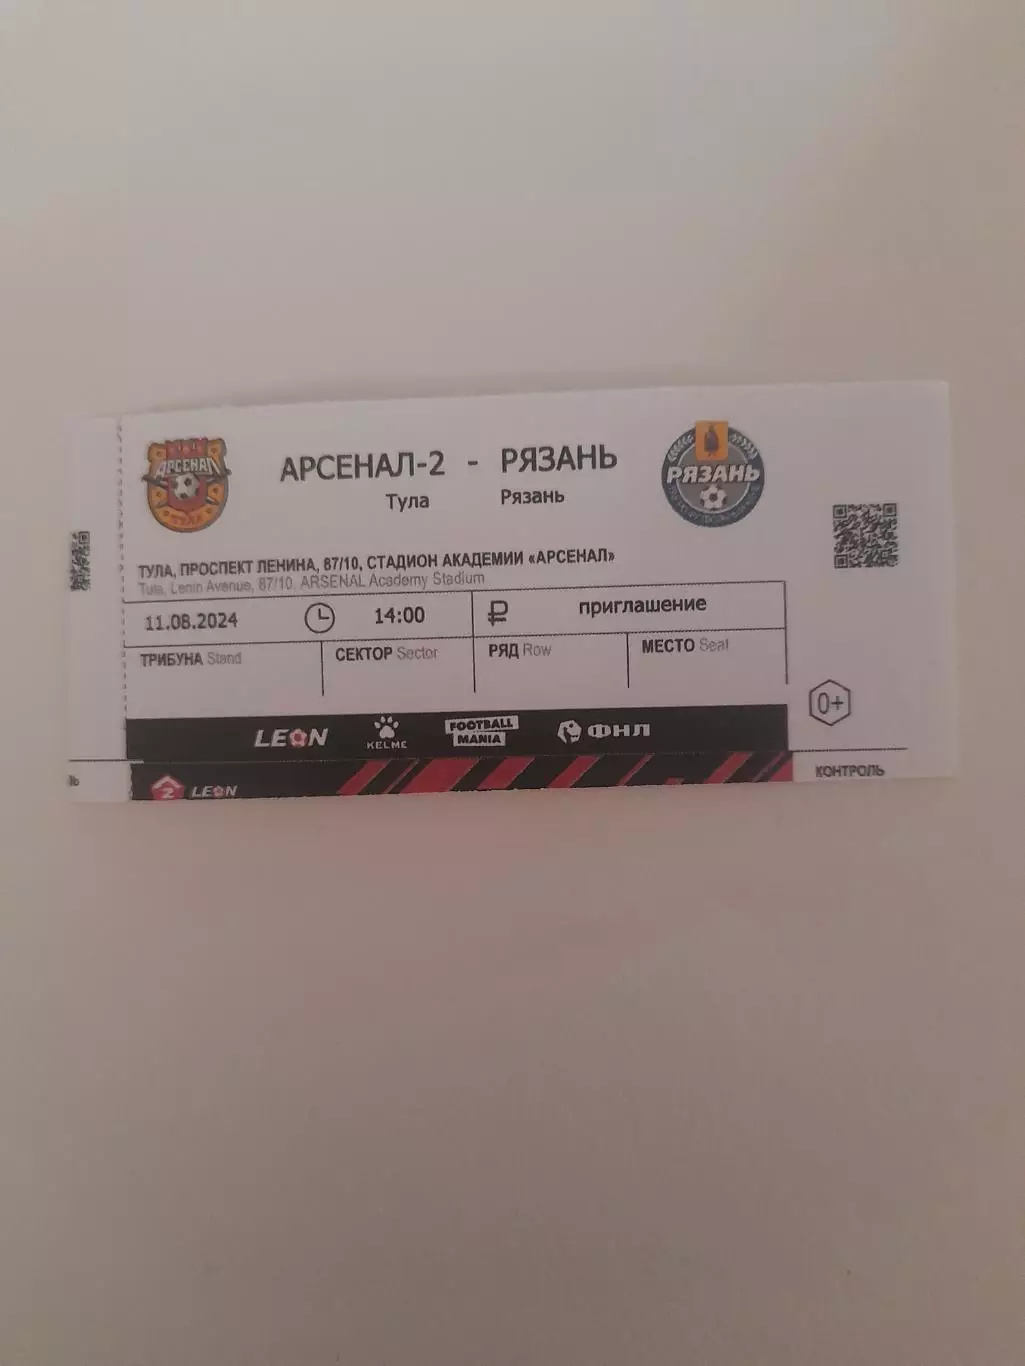 АРСЕНАЛ
ТУЛА
АРСЕНАЛ-2 - РЯЗАНЬ
Тула Рязань
РЯЗАНЬ
ТУЛА, ПРОСПЕКТ ЛЕНИНА, 87/10, СТАДИОН АКАДЕМИИ «АРСЕНАЛ»
Tula, Lenin Avenue, 87/10, ARSENAL Academy Stadium
11.08.2024 14:00 ₽ приглашение
ТРИБУНА Stand СЕКТОР Sector РЯД Row МЕСТО Seat
0+
LEON KELME FOOTBALL MANIA ФНЛ
2 LEON
КОНТРОЛЬ